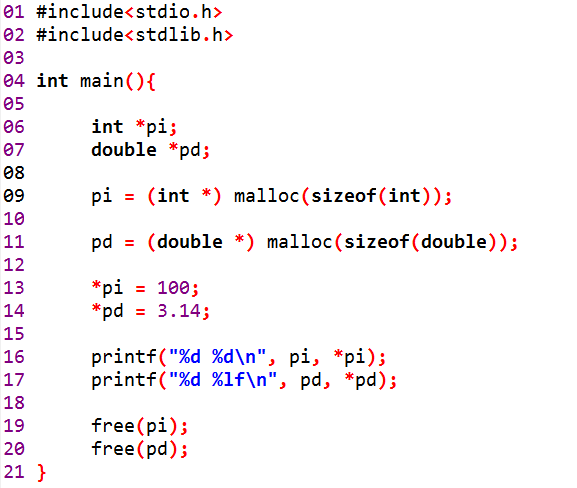 01 #include<stdio.h>
02 #include<stdlib.h>
03
04 int main(){
05
06      int *pi;
07      double *pd;
08
09      pi = (int *) malloc(sizeof(int));
10
11      pd = (double *) malloc(sizeof(double));
12
13      *pi = 100;
14      *pd = 3.14;
15
16      printf("%d %d\n", pi, *pi);
17      printf("%d %lf\n", pd, *pd);
18
19      free(pi);
20      free(pd);
21 }